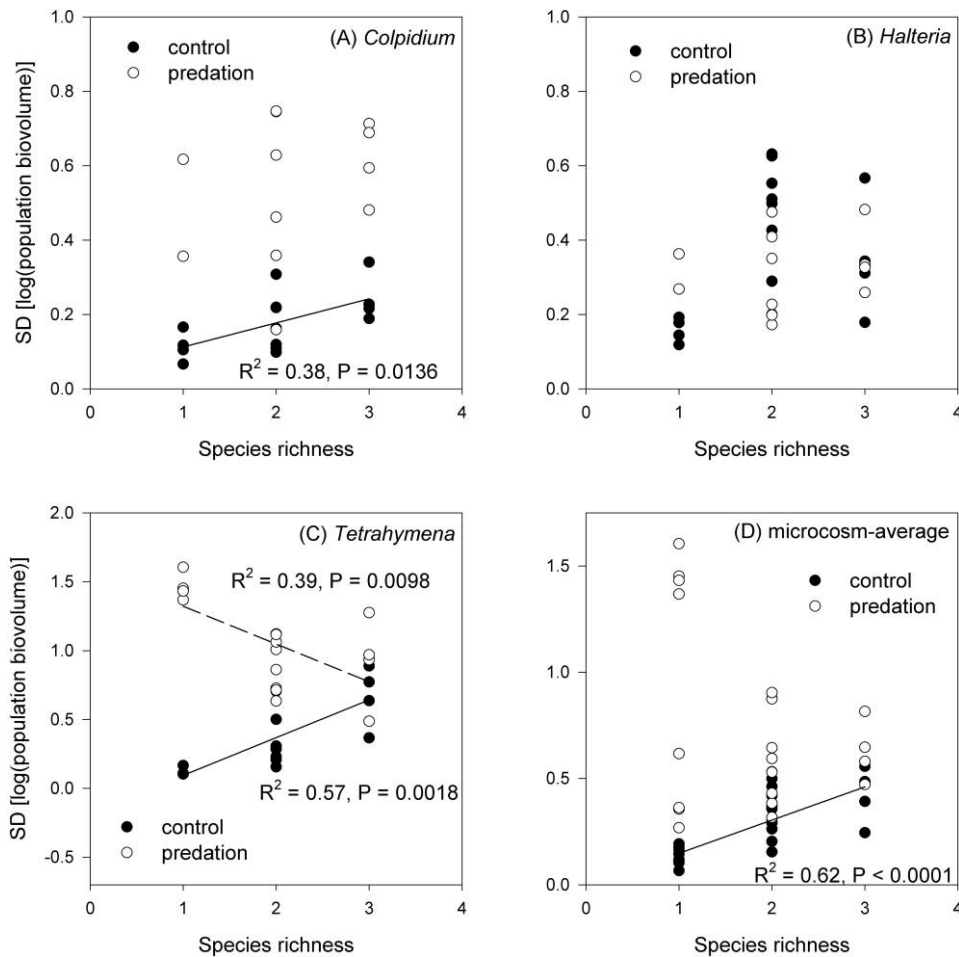 1.0
0.8
0.6
0.4
0.2
0.0
SD [log(population biovolume)]
control
predation
(A) Colpidium
R² = 0.38, P = 0.0136
0 1 2 3 4
Species richness
1.0
0.8
0.6
0.4
0.2
0.0
control
predation
(B) Halteria
0 1 2 3 4
Species richness
2.0
1.5
1.0
0.5
0.0
-0.5
SD [log(population biovolume)]
(C) Tetrahymena
R² = 0.39, P = 0.0098
R² = 0.57, P = 0.0018
control
predation
0 1 2 3 4
Species richness
1.5
1.0
0.5
0.0
(D) microcosm-average
control
predation
R² = 0.62, P < 0.0001
0 1 2 3 4
Species richness